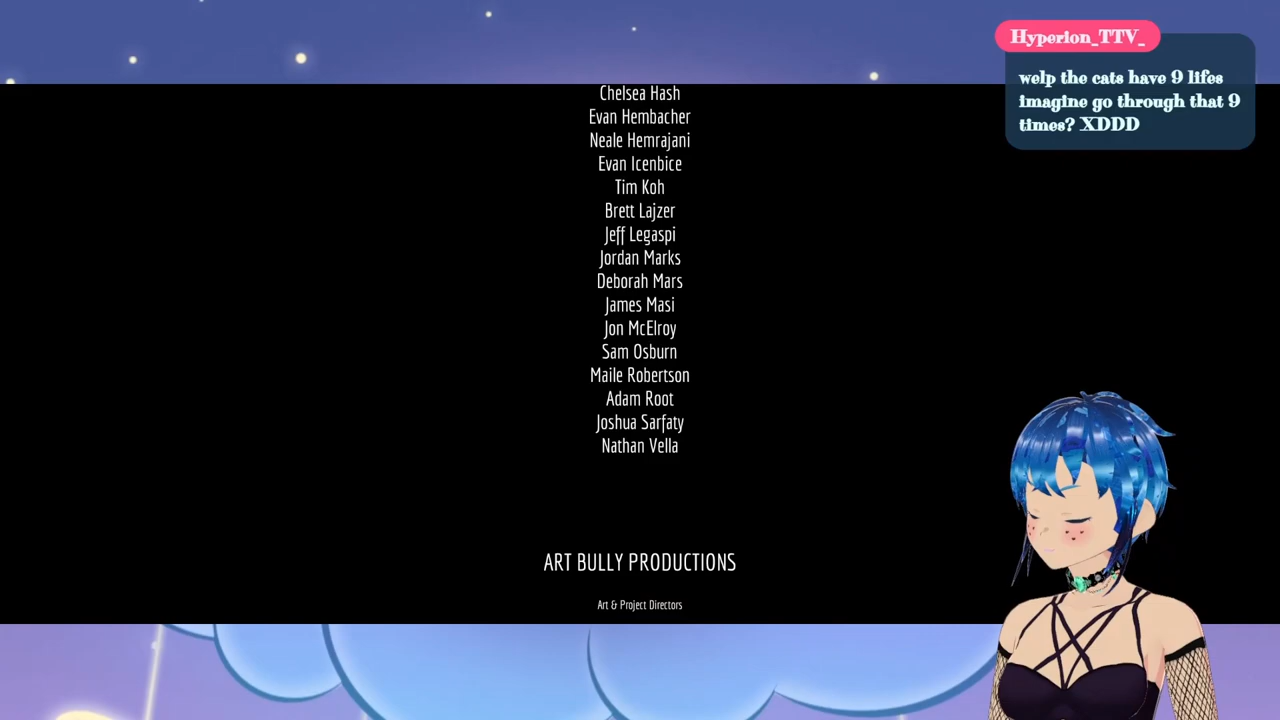 Chelsea Hash
Evan Hembacher
Neale Hemrajani
Evan Icenbice
Tim Koh
Brett Lajzer
Jeff Legaspi
Jordan Marks
Deborah Mars
James Masi
Jon McElroy
Sam Osburn
Maile Robertson
Adam Root
Joshua Sarfaty
Nathan Vella
ART BULLY PRODUCTIONS
Art & Project Directors
Hyperion_TTV_
welp the cats have 9 lifes
imagine go through that 9
times? XDDD